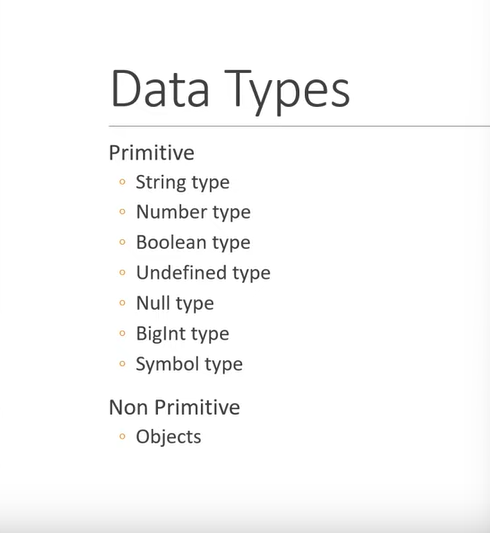 Data Types
Primitive
String type
Number type
Boolean type
Undefined type
Null type
BigInt type
Symbol type
Non Primitive
Objects